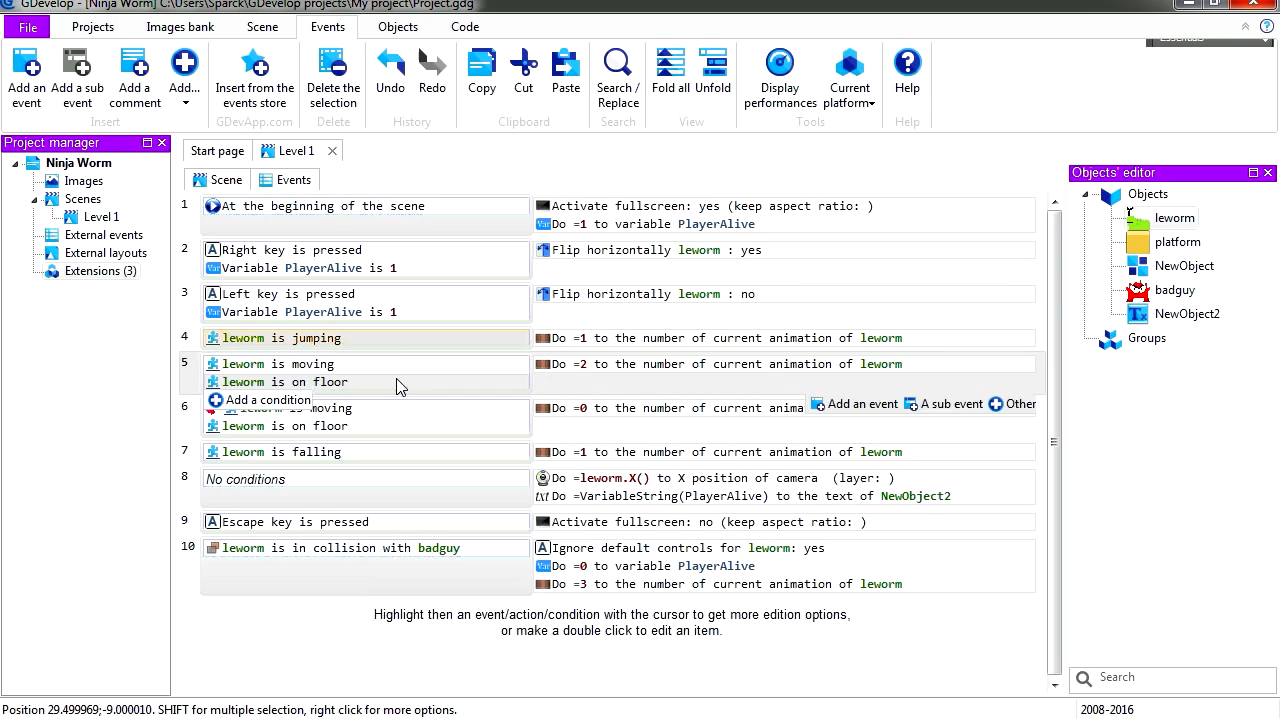 GDevelop - [Ninja Worm] C:\Users\Sparck\GDevelop projects\My project\Project.gdg
File Projects Images bank Scene Events Objects Code
Add an event
Add a sub event
Add a comment
Add...
Insert from the events store
Delete the selection
Undo
Redo
Copy
Cut
Paste
Search / Replace
Fold all
Unfold
Display performances
Current platform
Help
Insert GDevApp.com Delete History Clipboard Search View Tools Help
Project manager
Ninja Worm
Images
Scenes
Level 1
External events
External layouts
Extensions (3)
Start page Level 1
Scene Events
1 At the beginning of the scene Activate fullscreen: yes (keep aspect ratio: )
Do =1 to variable PlayerAlive
2 Right key is pressed Flip horizontally leworm : yes
Variable PlayerAlive is 1
3 Left key is pressed Flip horizontally leworm : no
Variable PlayerAlive is 1
4 leworm is jumping Do =1 to the number of current animation of leworm
5 leworm is moving Do =2 to the number of current animation of leworm
leworm is on floor
Add a condition
Add an event A sub event Other
6 leworm is moving Do =0 to the number of current anima
leworm is on floor
7 leworm is falling Do =1 to the number of current animation of leworm
8 No conditions Do =leworm.X() to X position of camera (layer: )
txt Do =VariableString(PlayerAlive) to the text of NewObject2
9 Escape key is pressed Activate fullscreen: no (keep aspect ratio: )
10 leworm is in collision with badguy Ignore default controls for leworm: yes
Do =0 to variable PlayerAlive
Do =3 to the number of current animation of leworm
Highlight then an event/action/condition with the cursor to get more edition options,
or make a double click to edit an item.
Objects' editor
Objects
leworm
platform
NewObject
badguy
NewObject2
Groups
Search
Position 29.499969;-9.000010. SHIFT for multiple selection, right click for more options.
2008-2016